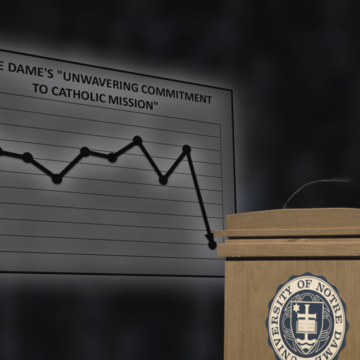 E DAME'S "UNWAVERING COMMITMENT
TO CATHOLIC MISSION"
UNIVERSITY OF NOTRE DAME